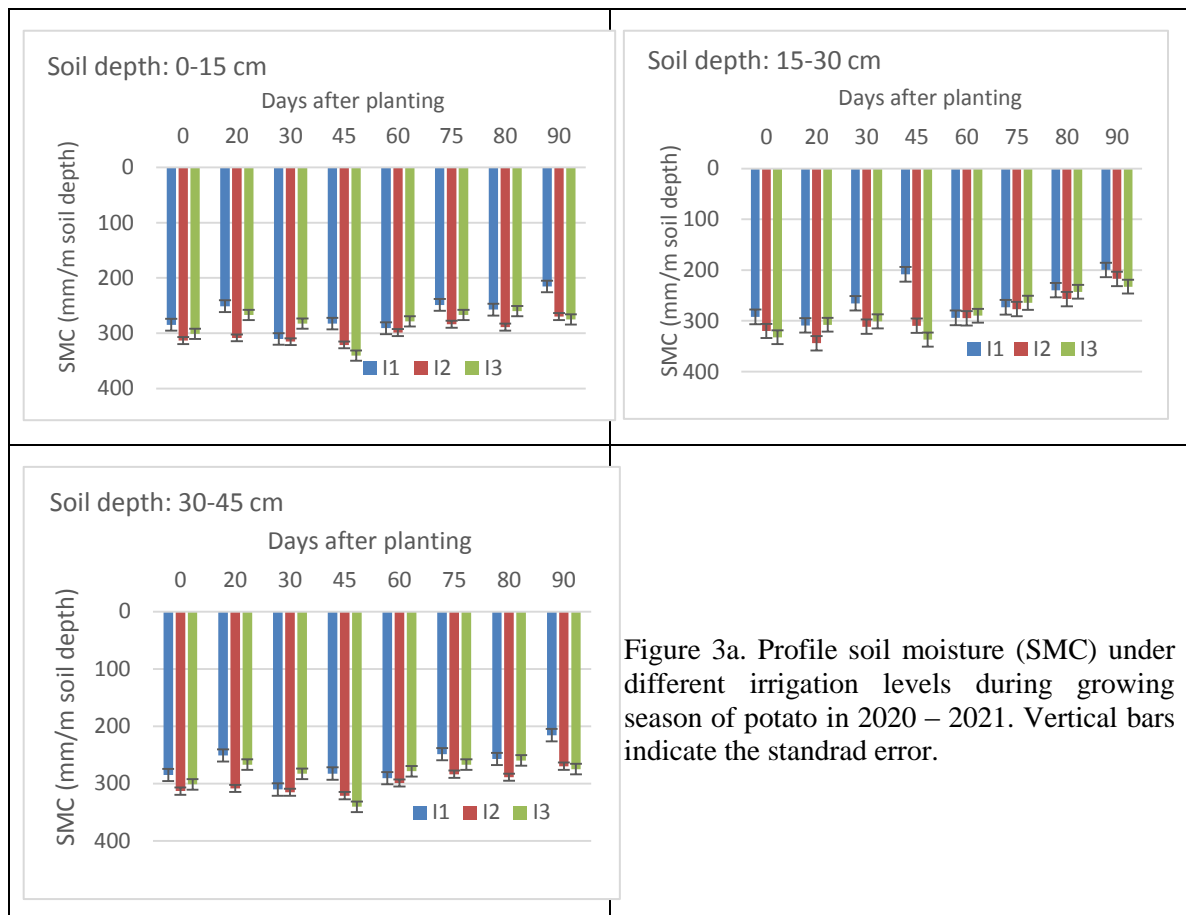 Soil depth: 0-15 cm
Days after planting
0 20 30 45 60 75 80 90
SMC (mm/m soil depth)
0
100
200
300
400
I1 I2 I3
Soil depth: 15-30 cm
Days after planting
0 20 30 45 60 75 80 90
SMC (mm/m soil depth)
0
100
200
300
400
I1 I2 I3
Soil depth: 30-45 cm
Days after planting
0 20 30 45 60 75 80 90
SMC (mm/m soil depth)
0
100
200
300
400
I1 I2 I3
Figure 3a. Profile soil moisture (SMC) under
different irrigation levels during growing
season of potato in 2020 – 2021. Vertical bars
indicate the standrad error.